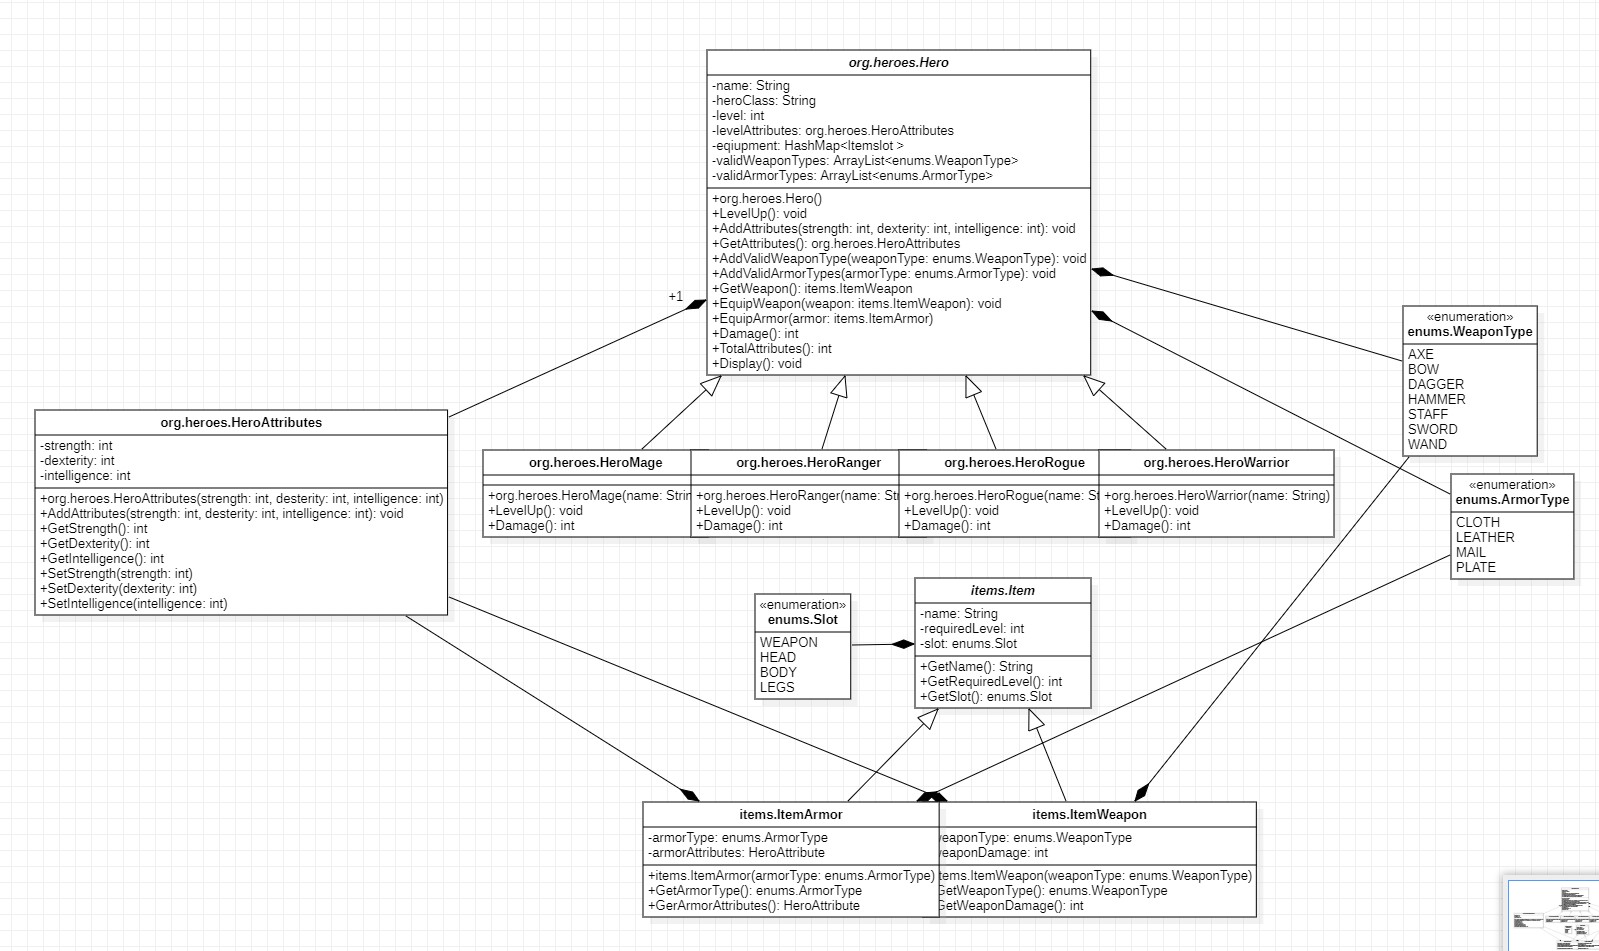 org.heroes.Hero
-name: String
-heroClass: String
-level: int
-levelAttributes: org.heroes.HeroAttributes
-eqiupment: HashMap<Itemslot >
-validWeaponTypes: ArrayList<enums.WeaponType>
-validArmorTypes: ArrayList<enums.ArmorType>
+org.heroes.Hero()
+LevelUp(): void
+AddAttributes(strength: int, dexterity: int, intelligence: int): void
+GetAttributes(): org.heroes.HeroAttributes
+AddValidWeaponType(weaponType: enums.WeaponType): void
+AddValidArmorTypes(armorType: enums.ArmorType): void
+GetWeapon(): items.ItemWeapon
+EquipWeapon(weapon: items.ItemWeapon): void
+EquipArmor(armor: items.ItemArmor)
+Damage(): int
+TotalAttributes(): int
+Display(): void
+1
«enumeration»
enums.WeaponType
AXE
BOW
DAGGER
HAMMER
STAFF
SWORD
WAND
org.heroes.HeroAttributes
-strength: int
-dexterity: int
-intelligence: int
+org.heroes.HeroAttributes(strength: int, desterity: int, intelligence: int)
+AddAttributes(strength: int, desterity: int, intelligence: int): void
+GetStrength(): int
+GetDexterity(): int
+GetIntelligence(): int
+SetStrength(strength: int)
+SetDexterity(dexterity: int)
+SetIntelligence(intelligence: int)
org.heroes.HeroMage
+org.heroes.HeroMage(name: Strin
+LevelUp(): void
+Damage(): int
org.heroes.HeroRanger
+org.heroes.HeroRanger(name: St
+LevelUp(): void
+Damage(): int
org.heroes.HeroRogue
+org.heroes.HeroRogue(name: St
+LevelUp(): void
+Damage(): int
org.heroes.HeroWarrior
+org.heroes.HeroWarrior(name: String)
+LevelUp(): void
+Damage(): int
«enumeration»
enums.ArmorType
CLOTH
LEATHER
MAIL
PLATE
«enumeration»
enums.Slot
WEAPON
HEAD
BODY
LEGS
items.Item
-name: String
-requiredLevel: int
-slot: enums.Slot
+GetName(): String
+GetRequiredLevel(): int
+GetSlot(): enums.Slot
items.ItemArmor
-armorType: enums.ArmorType
-armorAttributes: HeroAttribute
+items.ItemArmor(armorType: enums.ArmorType)
+GetArmorType(): enums.ArmorType
+GerArmorAttributes(): HeroAttribute
items.ItemWeapon
eaponType: enums.WeaponType
eaponDamage: int
tems.ItemWeapon(weaponType: enums.WeaponType)
GetWeaponType(): enums.WeaponType
GetWeaponDamage(): int